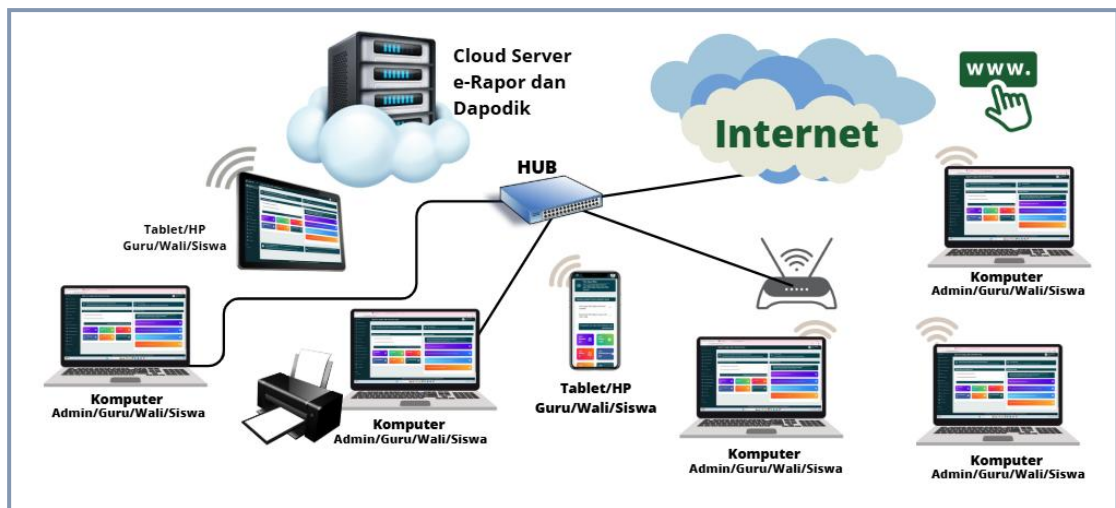 Cloud Server
e-Rapor dan
Dapodik
Internet
www.
HUB
Tablet/HP
Guru/Wali/Siswa
Komputer
Admin/Guru/Wali/Siswa
Komputer
Admin/Guru/Wali/Siswa
Komputer
Admin/Guru/Wali/Siswa
Tablet/HP
Guru/Wali/Siswa
Komputer
Admin/Guru/Wali/Siswa
Komputer
Admin/Guru/Wali/Siswa